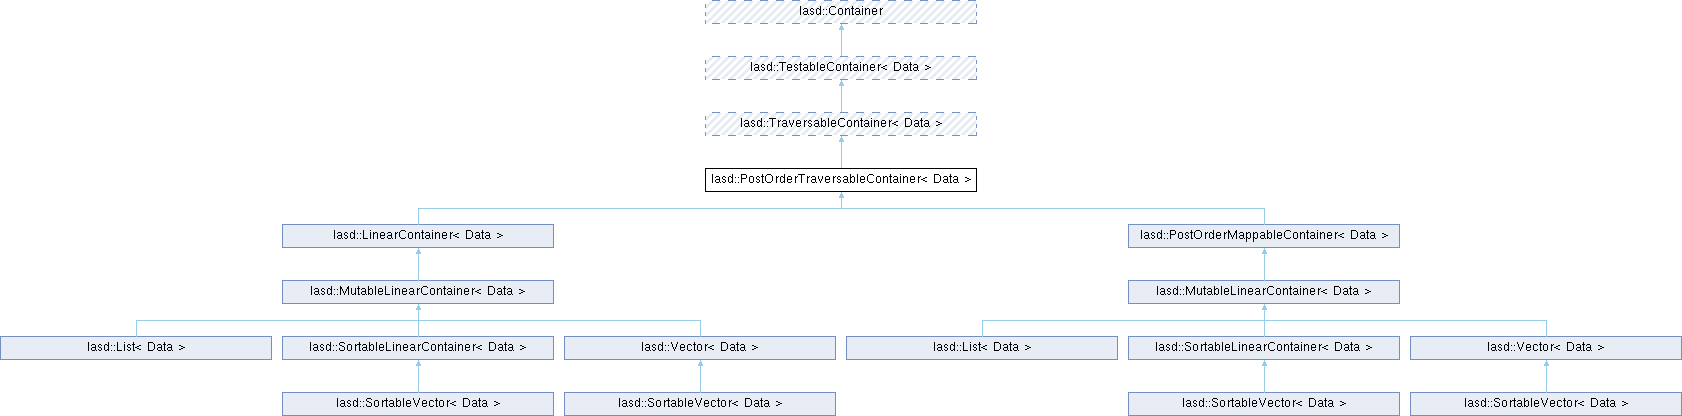 lasd::Container
lasd::TestableContainer< Data >
lasd::TraversableContainer< Data >
lasd::PostOrderTraversableContainer< Data >
lasd::LinearContainer< Data >
lasd::PostOrderMappableContainer< Data >
lasd::MutableLinearContainer< Data >
lasd::MutableLinearContainer< Data >
lasd::List< Data >
lasd::SortableLinearContainer< Data >
lasd::Vector< Data >
lasd::List< Data >
lasd::SortableLinearContainer< Data >
lasd::Vector< Data >
lasd::SortableVector< Data >
lasd::SortableVector< Data >
lasd::SortableVector< Data >
lasd::SortableVector< Data >